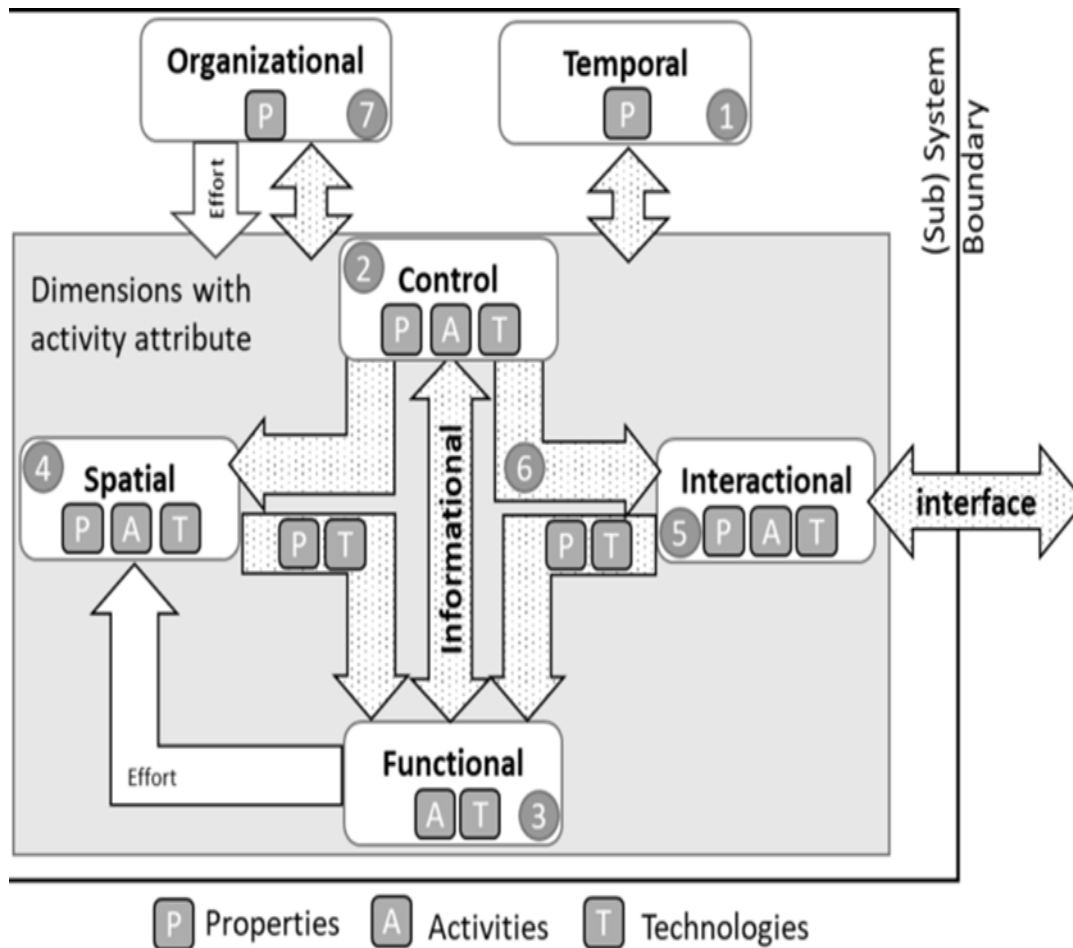 Organizational
P
7
Temporal
P
1
(Sub) System
Boundary
Effort
Dimensions with
activity attribute
2
Control
P A T
4
Spatial
P A T
6
Interactional
5 P A T
interface
P T
P T
Informational
Functional
A T 3
Effort
P Properties A Activities T Technologies